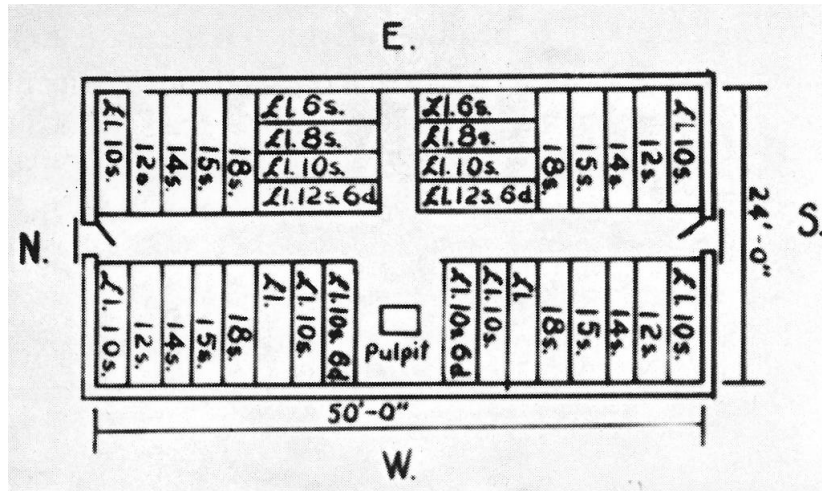 E.
£1.10s. 12s. 14s. 15s. 18s. £1.6s. £1.6s. 18s. 15s. 14s. 12s. £1.10s.
£1.8s. £1.8s.
£1.10s. £1.10s.
£1.12s.6d £1.12s.6d
N. S.
24'-0"
£1.10s. 12s. 14s. 15s. 18s. £1. £1.10s £1.10s.6d £1.10s.6d £1.10s. £1. 18s. 15s. 14s. 12s. £1.10s.
Pulpit
50'-0"
W.